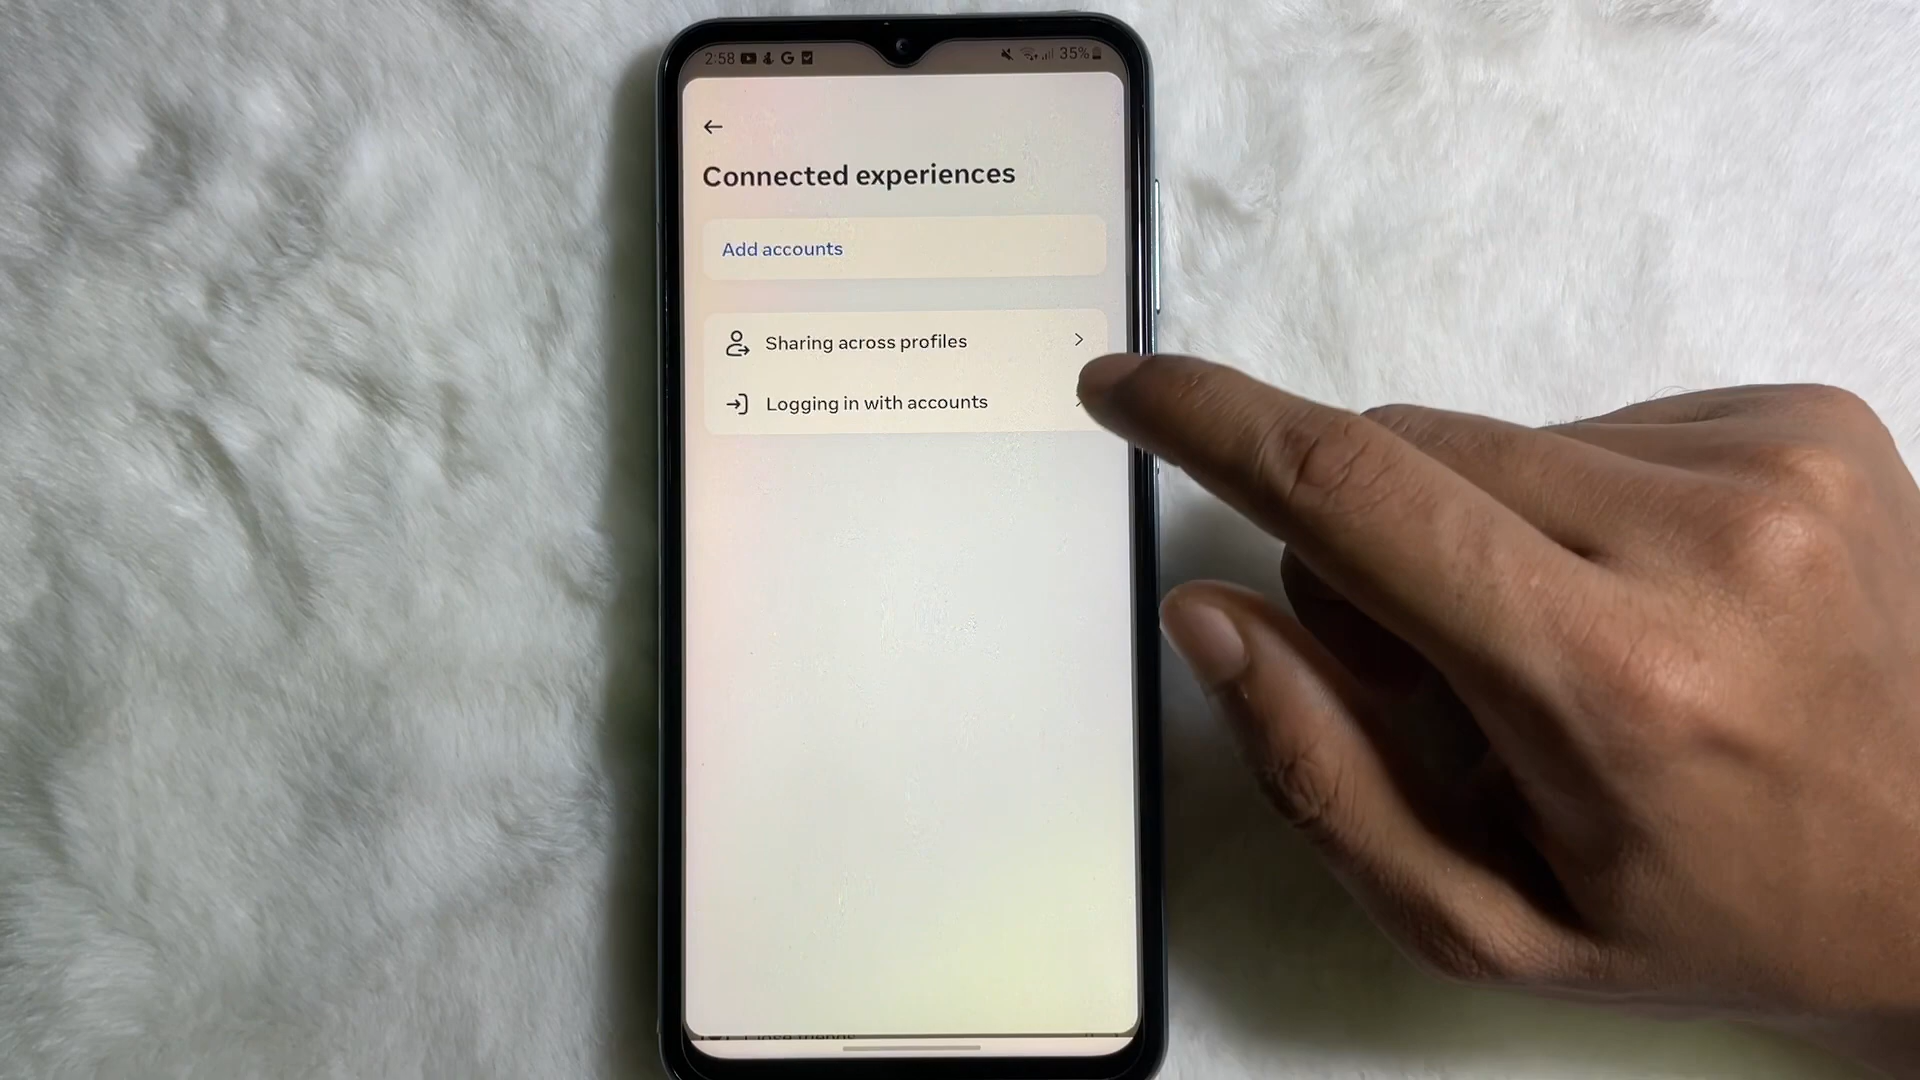 2:58 G 35%
Connected experiences
Add accounts
Sharing across profiles
Logging in with accounts